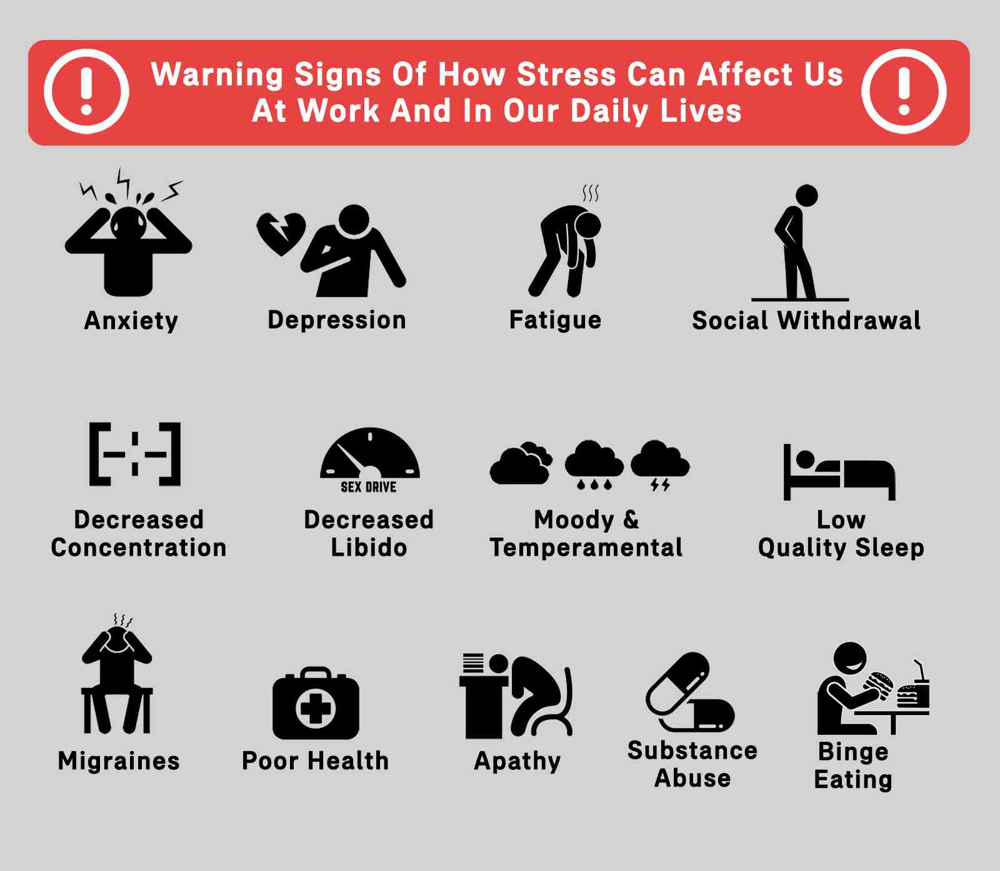 Warning Signs Of How Stress Can Affect Us
At Work And In Our Daily Lives
Anxiety
Depression
Fatigue
Social Withdrawal
SEX DRIVE
Decreased
Concentration
Decreased
Libido
Moody &
Temperamental
Low
Quality Sleep
Migraines
Poor Health
Apathy
Substance
Abuse
Binge
Eating